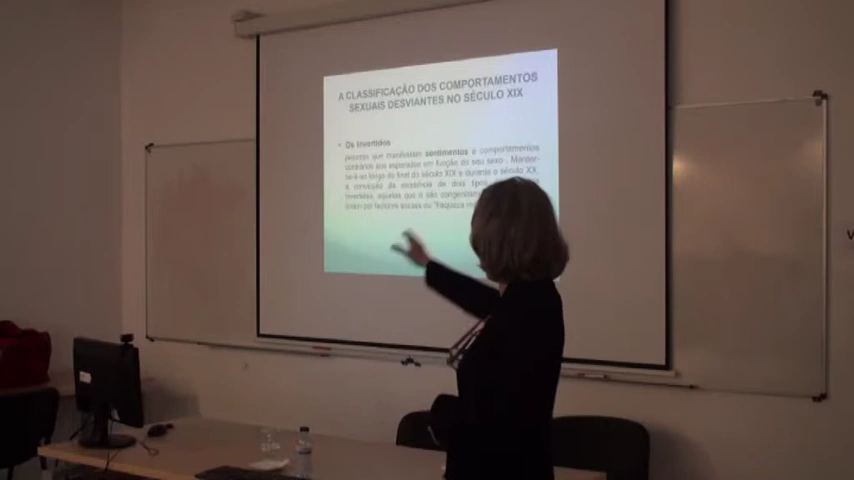 A CLASSIFICAÇÃO DOS COMPORTAMENTOS
SEXUAIS DESVIANTES NO SÉCULO XIX
• Os invertidos
pessoas que manifestam sentimentos e comportamentos
contrários aos esperados em função do seu sexo . Manter-
se-á ao longo do final do século XIX e durante o século XX,
a convicção da existência de dois tipos
invertidos, aqueles que o são congenitamente
por factores sociais ou "fraqueza